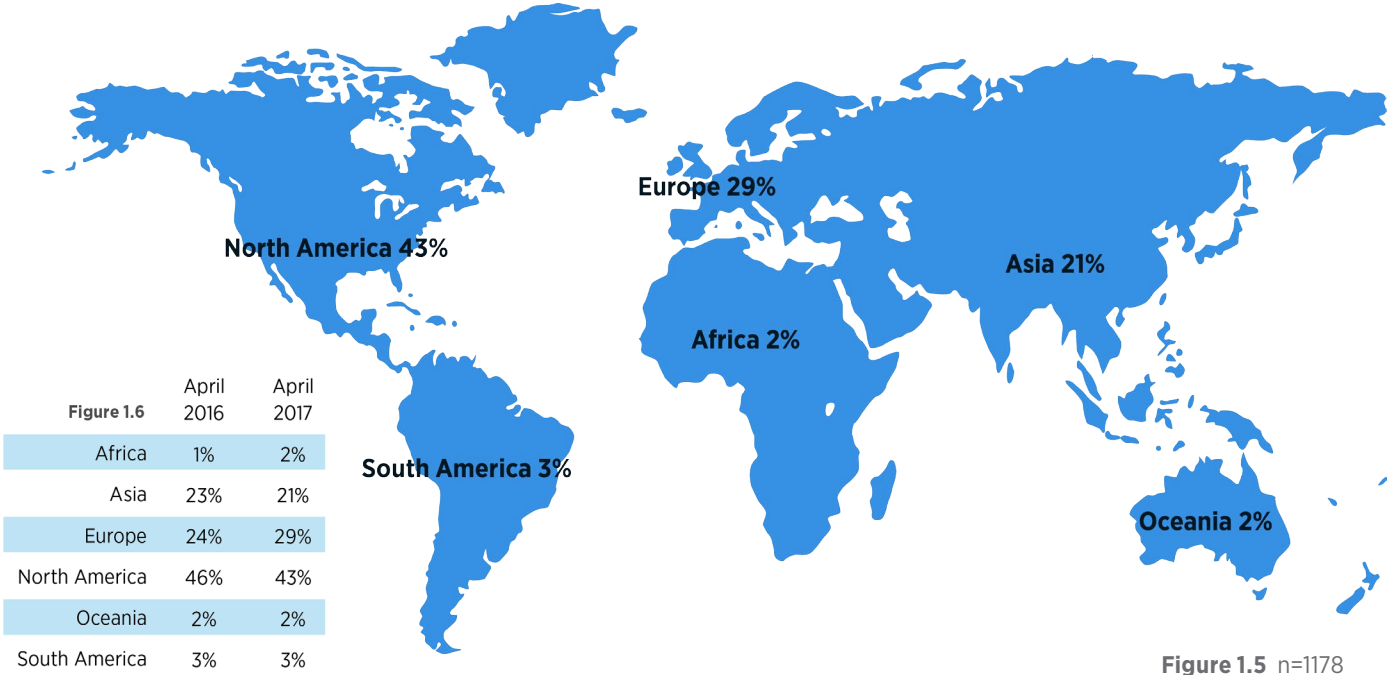 Europe 29%
North America 43%
Asia 21%
Africa 2%
South America 3%
Oceania 2%
Figure 1.6 April 2016 April 2017
Africa 1% 2%
Asia 23% 21%
Europe 24% 29%
North America 46% 43%
Oceania 2% 2%
South America 3% 3%
Figure 1.5 n=1178